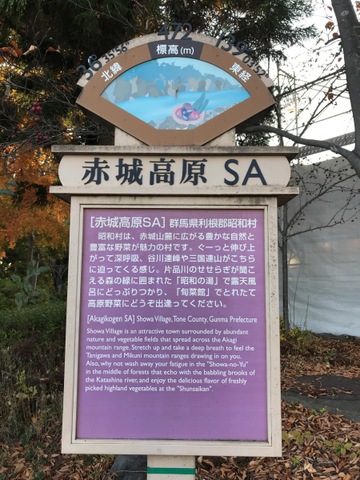 標高(m)
472
北緯
東経
赤城高原 SA
[赤城高原SA] 群馬県利根郡昭和村
昭和村は、赤城山麓に広がる豊かな自然と
豊富な野菜が魅力の村です。ぐーっと伸び上
がって深呼吸、谷川連峰や三国連山がこちら
に迫ってくる感じ。片品川のせせらぎが聞こ
える森の緑に囲まれた「昭和の湯」で露天風
呂にどっぷりつかり、「旬菜館」でとれたて
高原野菜にどうぞ出逢ってください。
[Akagikogen SA] Showa Village, Tone County, Gunma Prefecture
Showa Village is an attractive town surrounded by abundant
nature and vegetable fields that spread across the Akagi
mountain range. Stretch up and take a deep breath to feel the
Tanigawa and Mikuni mountain ranges drawing in on you.
Also, why not wash away your fatigue in the "Showa-no-Yu"
in the middle of forests that echo with the babbling brooks of
the Katashina river, and enjoy the delicious flavor of freshly
picked highland vegetables at the "Shunsaikan".